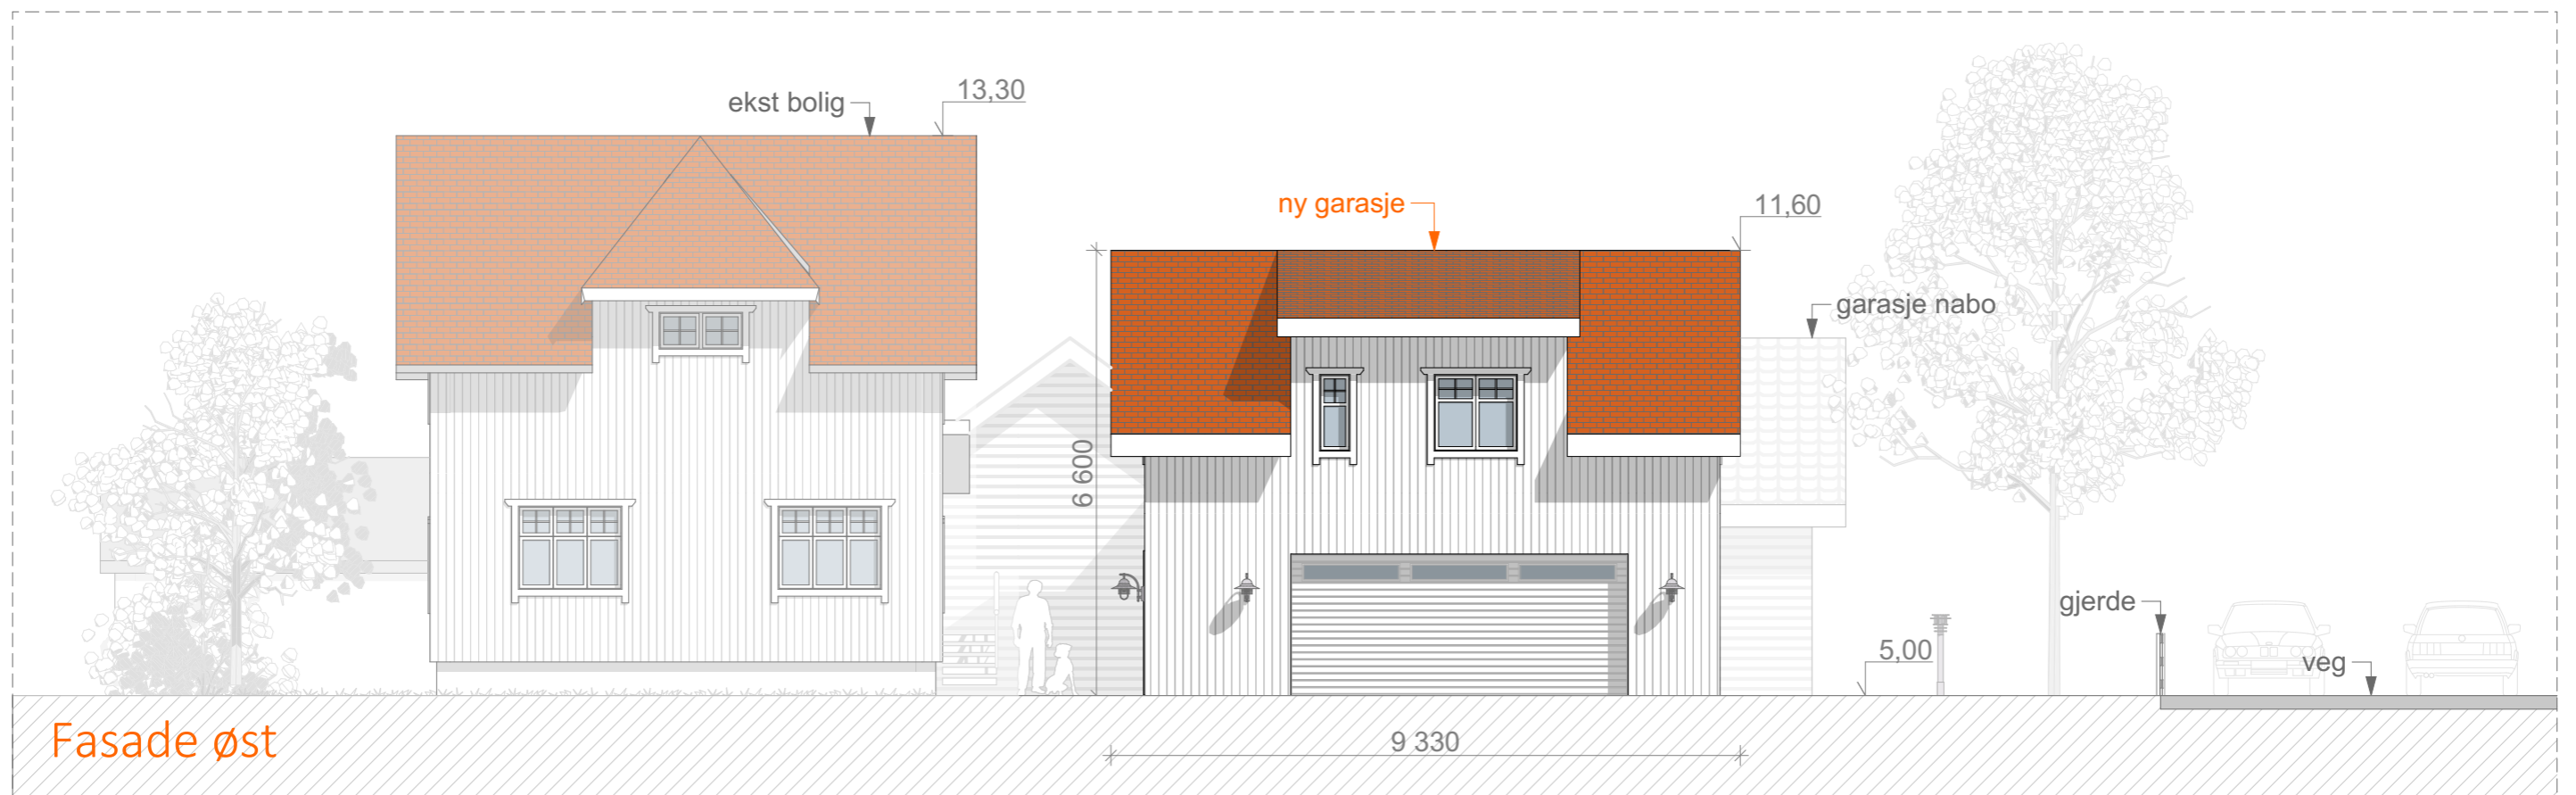 ekst bolig
13,30
ny garasje
11,60
garasje nabo
6 600
gjerde
5,00
veg
Fasade øst
9 330